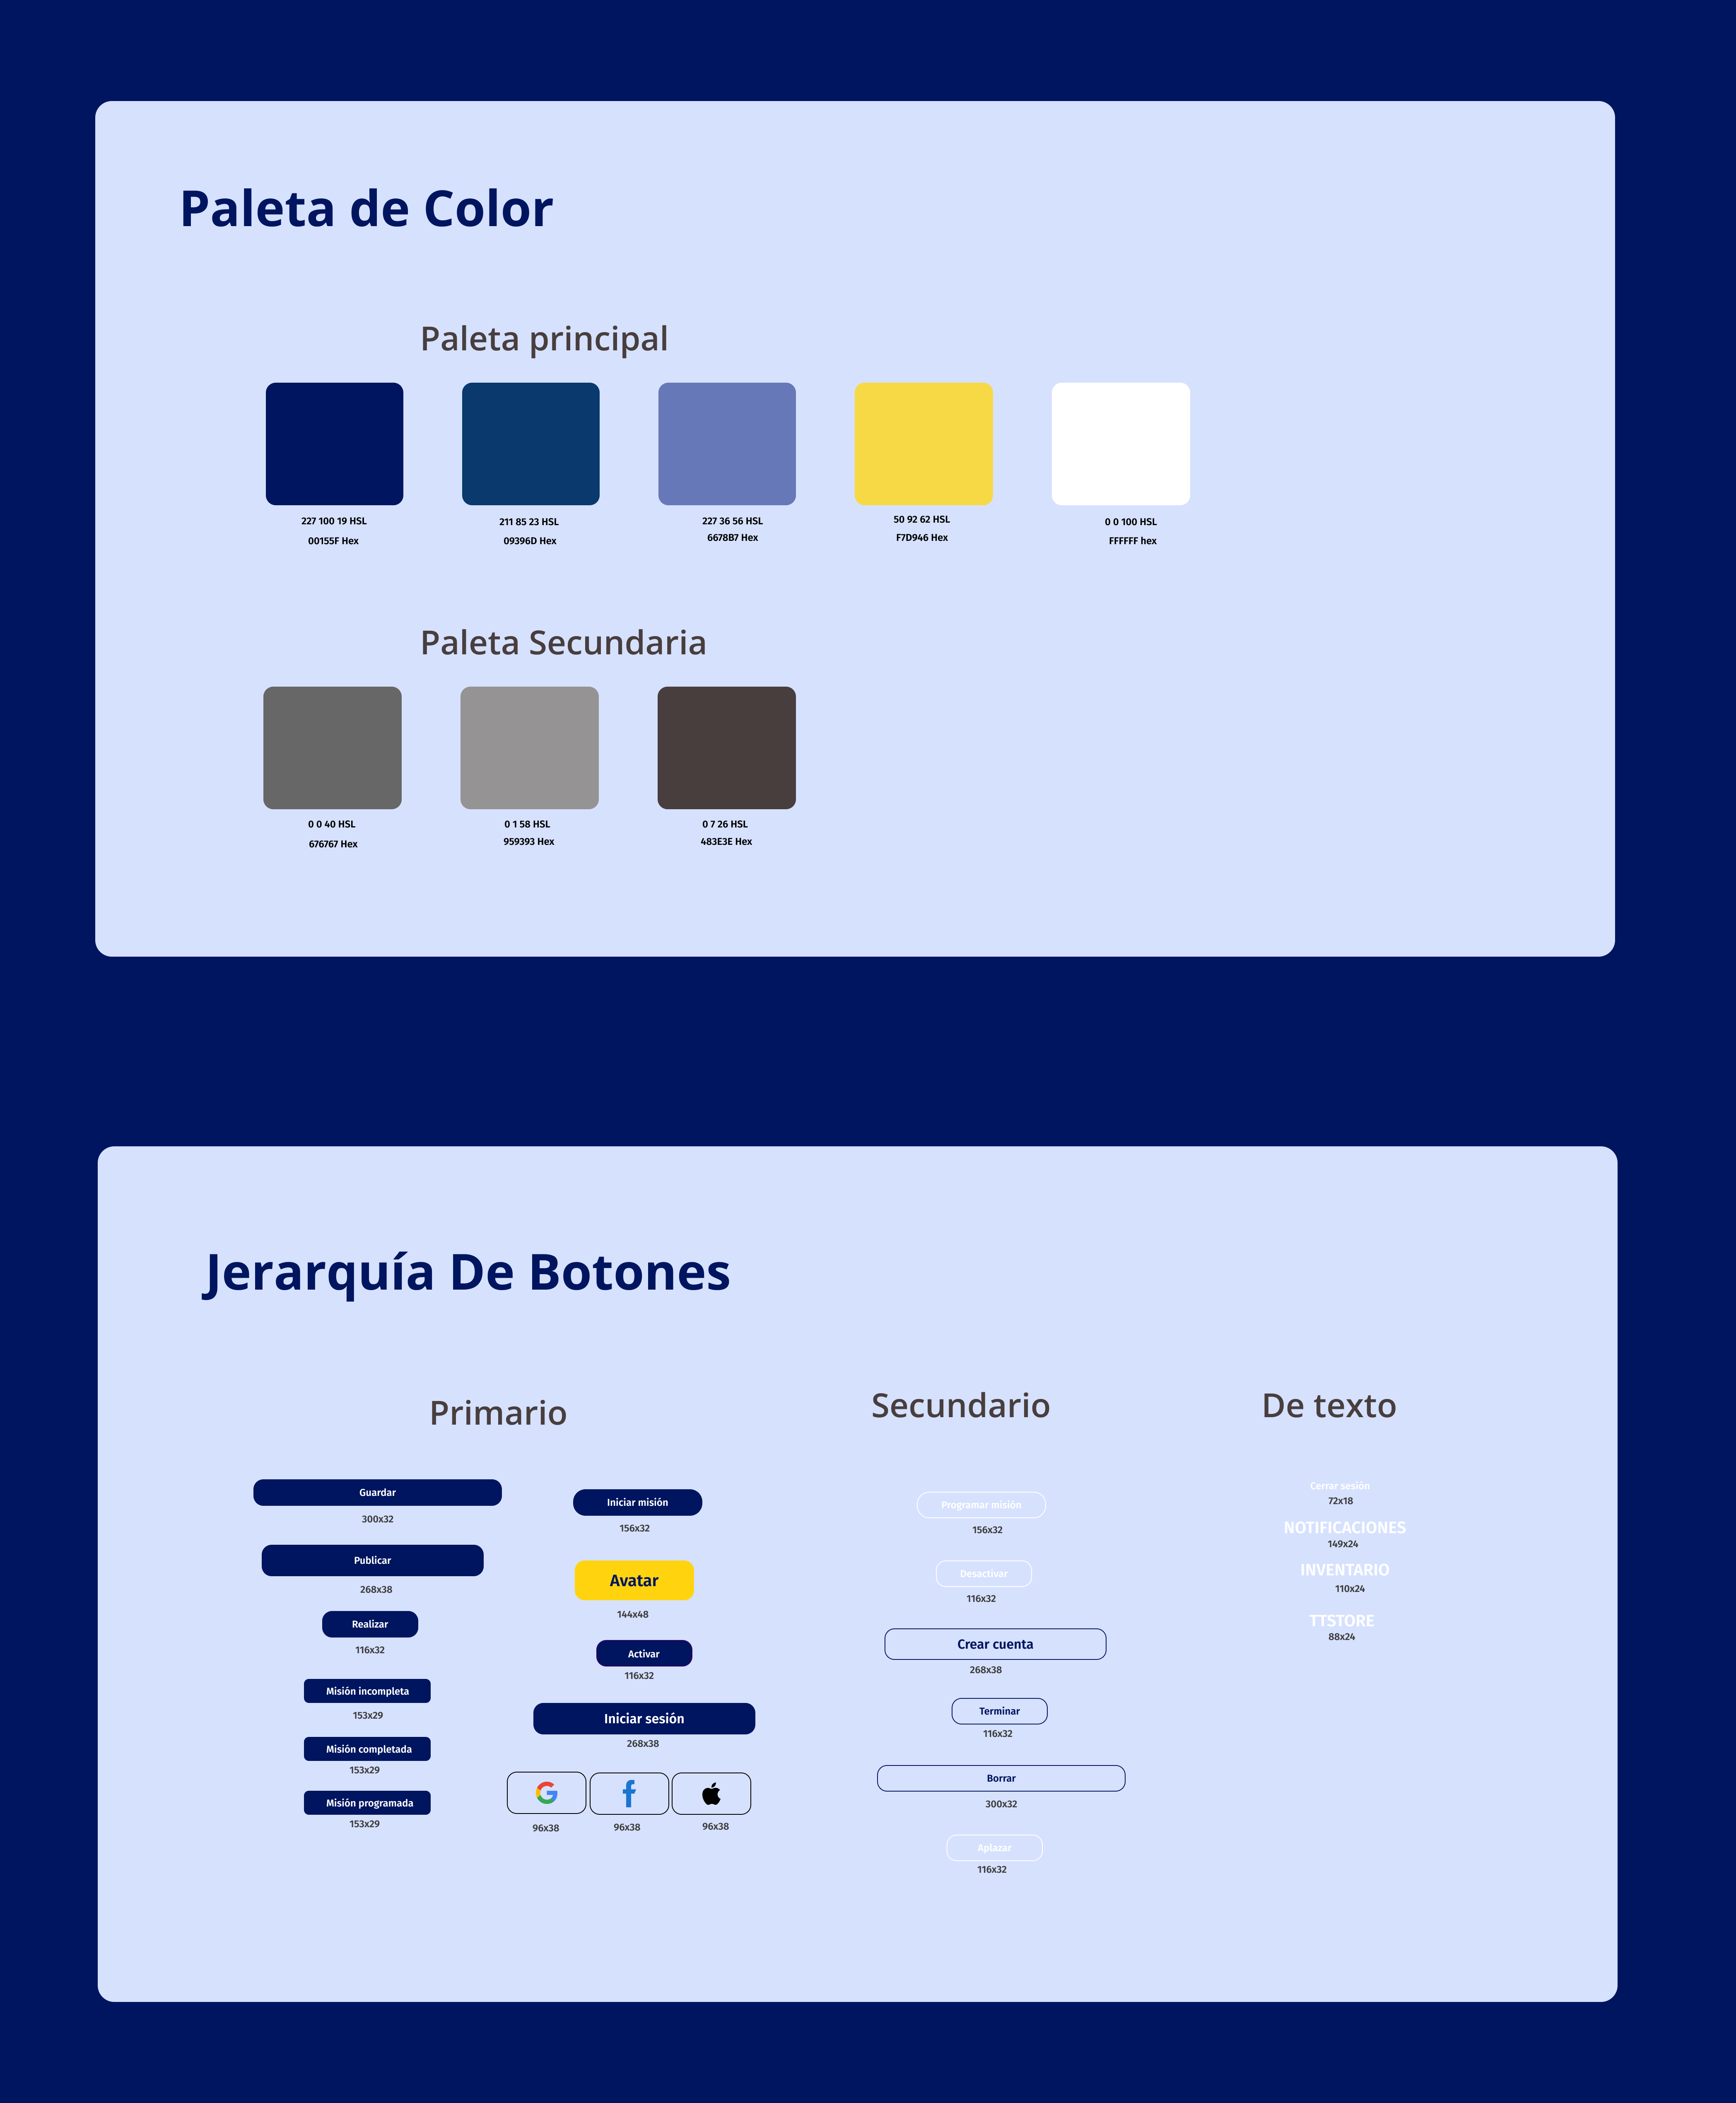 Paleta de Color
Paleta principal
227 100 19 HSL
00155F Hex
211 85 23 HSL
09396D Hex
227 36 56 HSL
6678B7 Hex
50 92 62 HSL
F7D946 Hex
0 0 100 HSL
FFFFFF hex
Paleta Secundaria
0 0 40 HSL
676767 Hex
0 1 58 HSL
959393 Hex
0 7 26 HSL
483E3E Hex
Jerarquía De Botones
Primario
Guardar
300x32
Publicar
268x38
Realizar
116x32
Misión incompleta
153x29
Misión completada
153x29
Misión programada
153x29
Iniciar misión
156x32
Avatar
144x48
Activar
116x32
Iniciar sesión
268x38
96x38
96x38
96x38
Secundario
Programar misión
156x32
Desactivar
116x32
Crear cuenta
268x38
Terminar
116x32
Borrar
300x32
Aplazar
116x32
De texto
Cerrar sesión
72x18
NOTIFICACIONES
149x24
INVENTARIO
110x24
TTSTORE
88x24